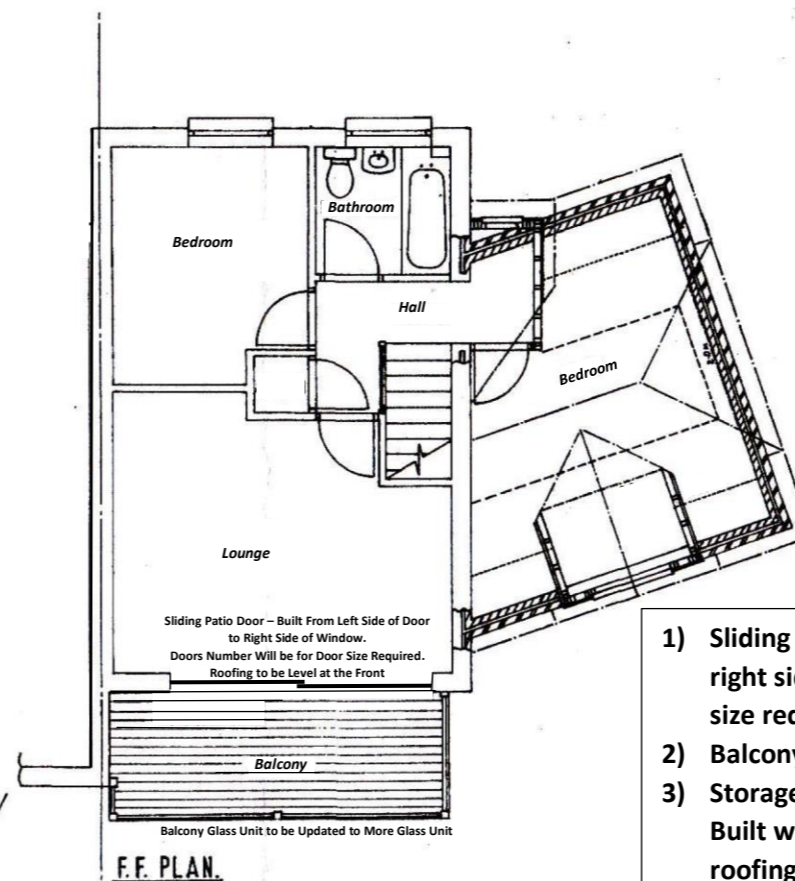 Bathroom
Bedroom
Hall
Bedroom
Lounge
Sliding Patio Door – Built From Left Side of Door
to Right Side of Window.
Doors Number Will be for Door Size Required.
Roofing to be Level at the Front
Balcony
Balcony Glass Unit to be Updated to More Glass Unit
F.F. PLAN.
1) Sliding
right sid
size rec
2) Balcony
3) Storage
Built w
roofing